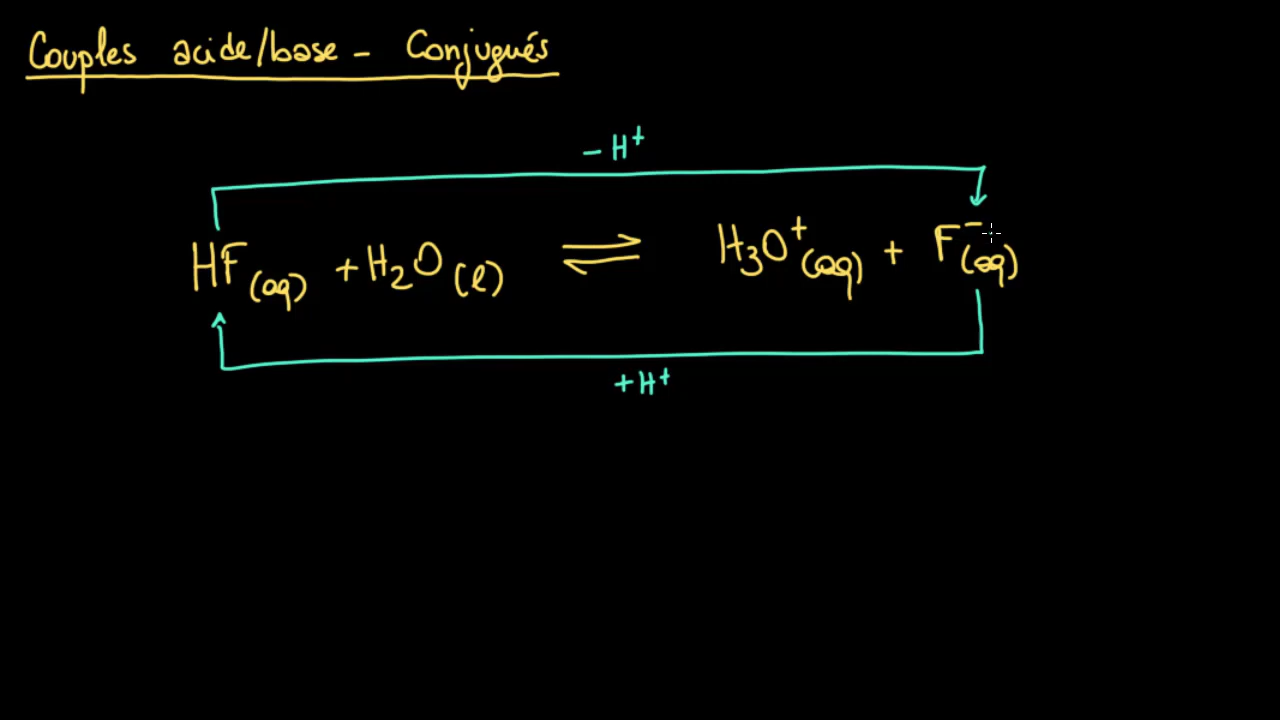 Couples acide/base - Conjugués
- H⁺
HF(aq) + H₂O(l) ⇌ H₃O⁺(aq) + F⁻(aq)
+ H⁺